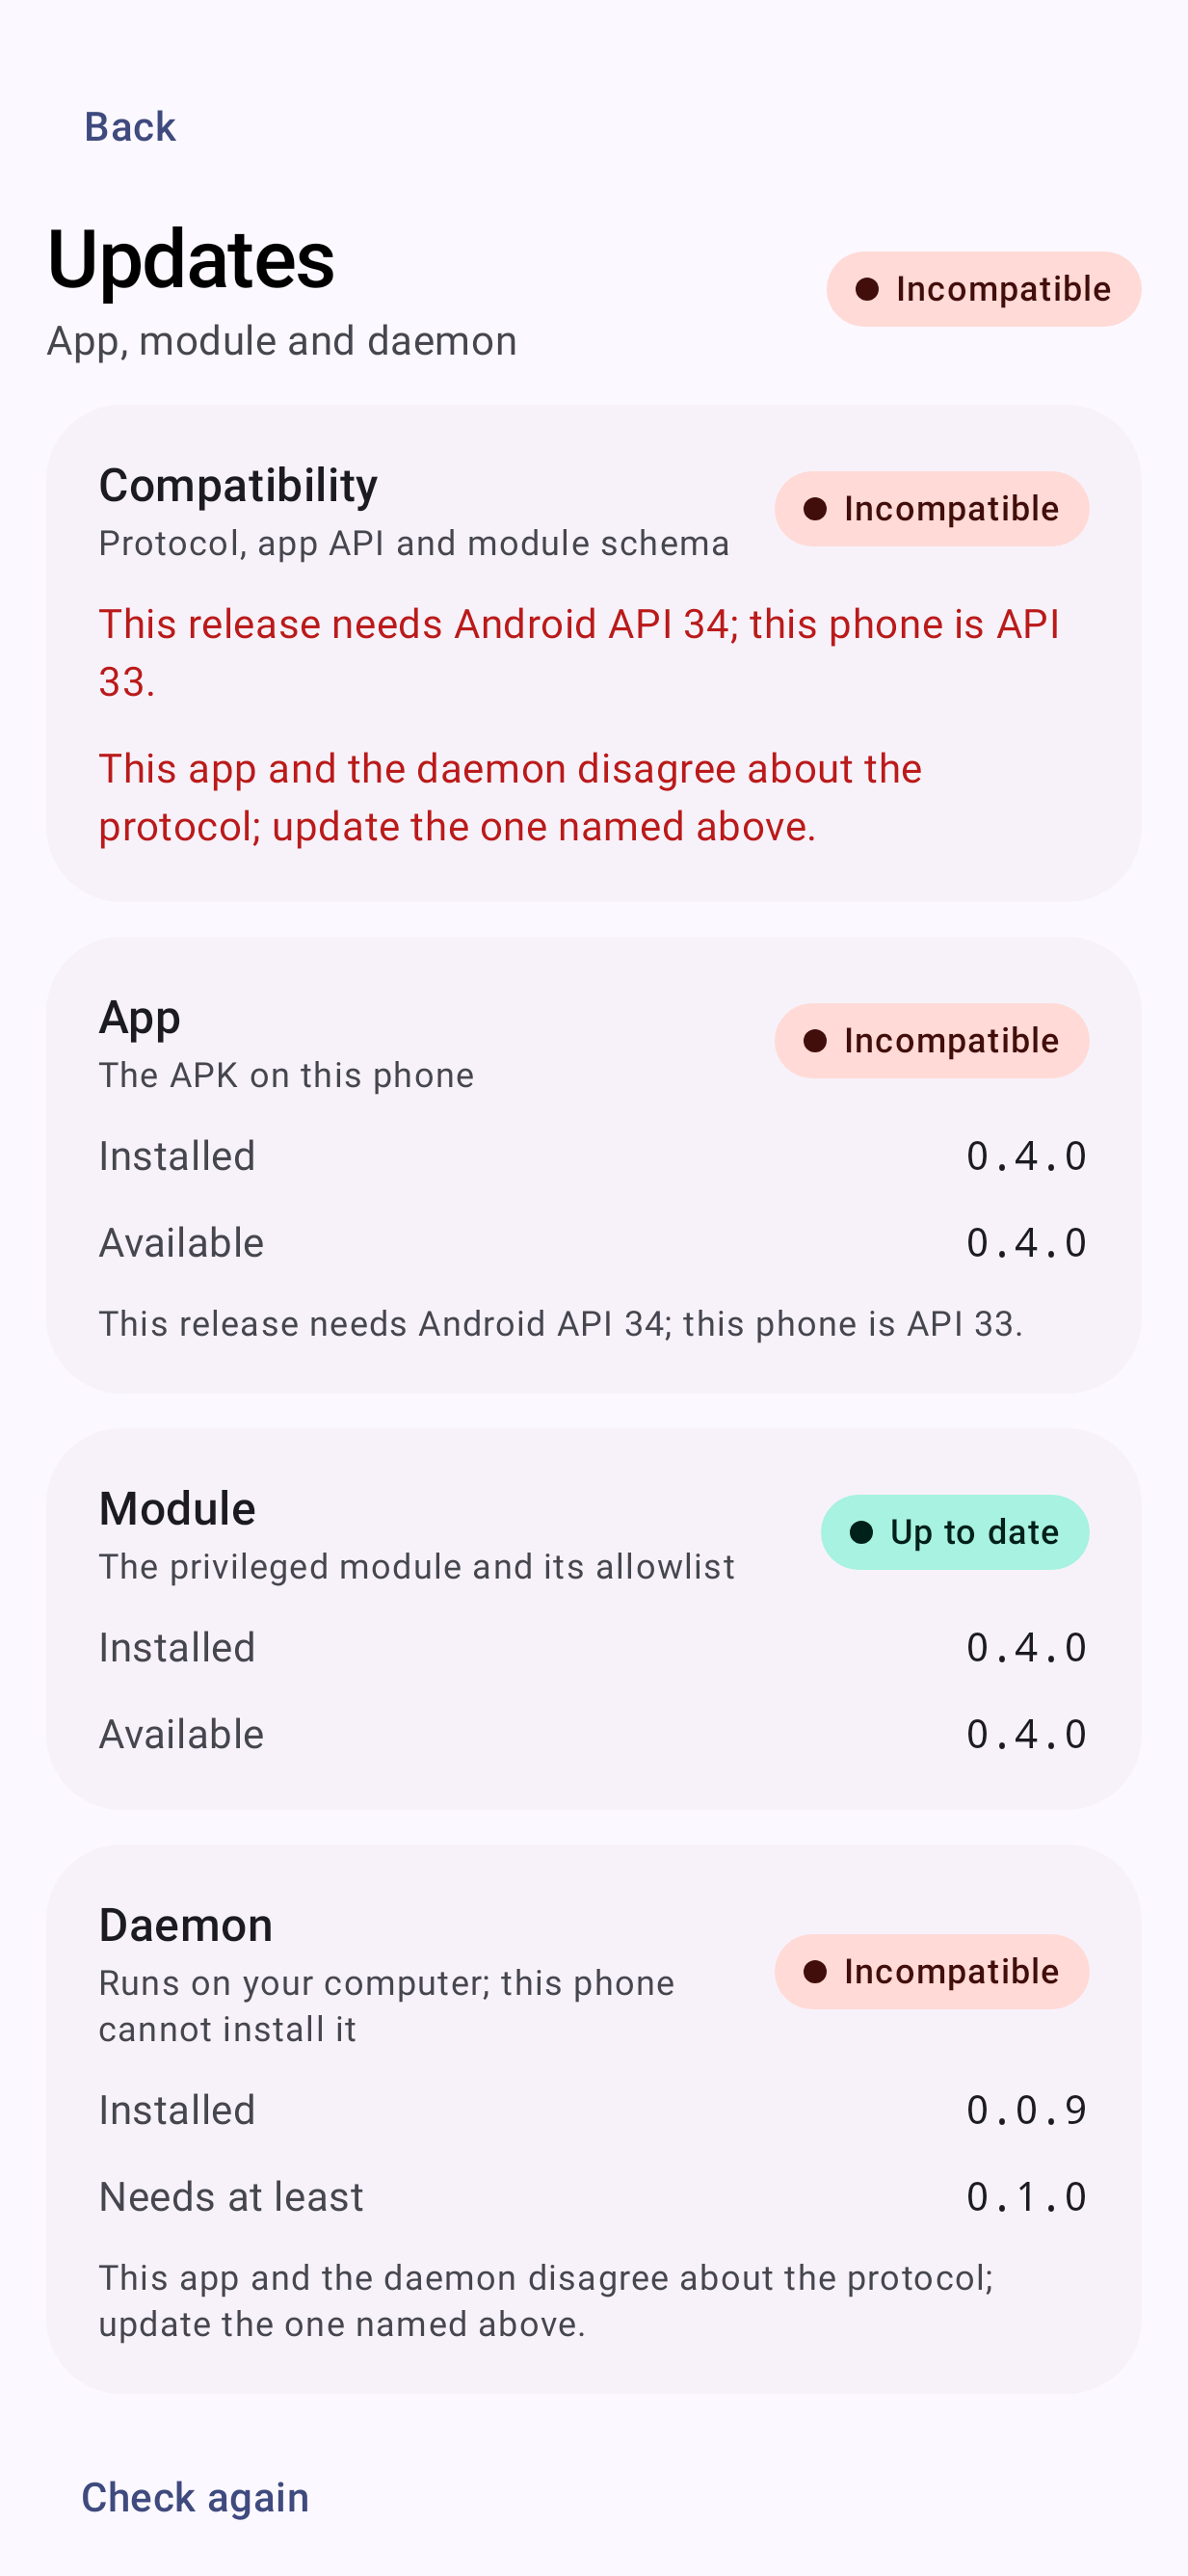 Back
Updates
App, module and daemon
Incompatible
Compatibility
Protocol, app API and module schema
Incompatible
This release needs Android API 34; this phone is API
33.
This app and the daemon disagree about the
protocol; update the one named above.
App
The APK on this phone
Incompatible
Installed 0.4.0
Available 0.4.0
This release needs Android API 34; this phone is API 33.
Module
The privileged module and its allowlist
Up to date
Installed 0.4.0
Available 0.4.0
Daemon
Runs on your computer; this phone
cannot install it
Incompatible
Installed 0.0.9
Needs at least 0.1.0
This app and the daemon disagree about the protocol;
update the one named above.
Check again